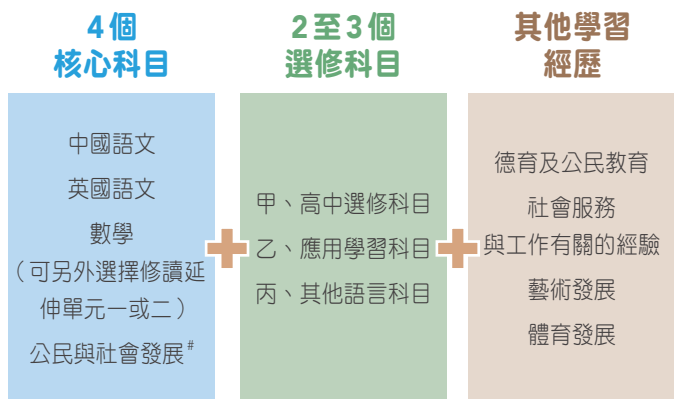 4個
核心科目
中國語文
英國語文
數學
（可另外選擇修讀延
伸單元一或二）
公民與社會發展#
2至3個
選修科目
甲、高中選修科目
乙、應用學習科目
丙、其他語言科目
其他學習
經歷
德育及公民教育
社會服務
與工作有關的經驗
藝術發展
體育發展